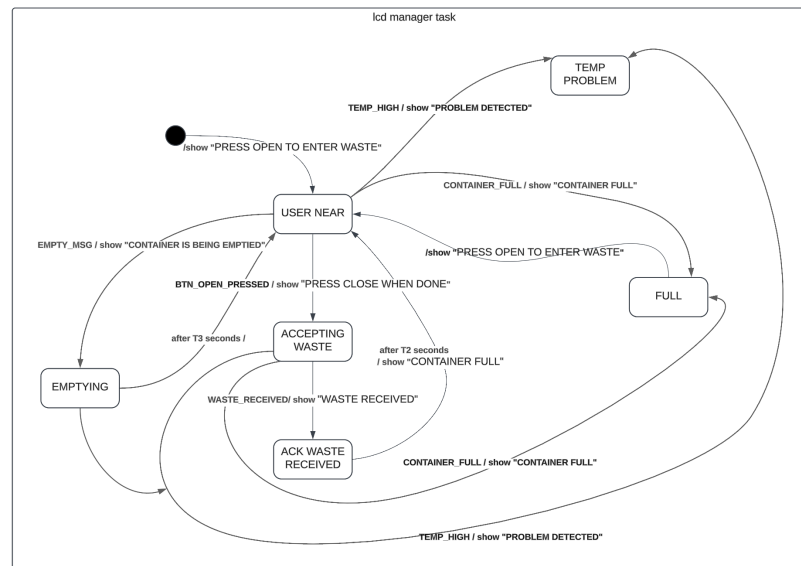 lcd manager task
TEMP
PROBLEM
TEMP_HIGH / show "PROBLEM DETECTED"
/show "PRESS OPEN TO ENTER WASTE"
CONTAINER_FULL / show "CONTAINER FULL"
USER NEAR
EMPTY_MSG / show "CONTAINER IS BEING EMPTIED"
/show "PRESS OPEN TO ENTER WASTE"
BTN_OPEN_PRESSED / show "PRESS CLOSE WHEN DONE"
FULL
ACCEPTING
WASTE
after T3 seconds /
after T2 seconds
/ show "CONTAINER FULL"
EMPTYING
WASTE_RECEIVED/ show "WASTE RECEIVED"
ACK WASTE
RECEIVED
CONTAINER_FULL / show "CONTAINER FULL"
TEMP_HIGH / show "PROBLEM DETECTED"